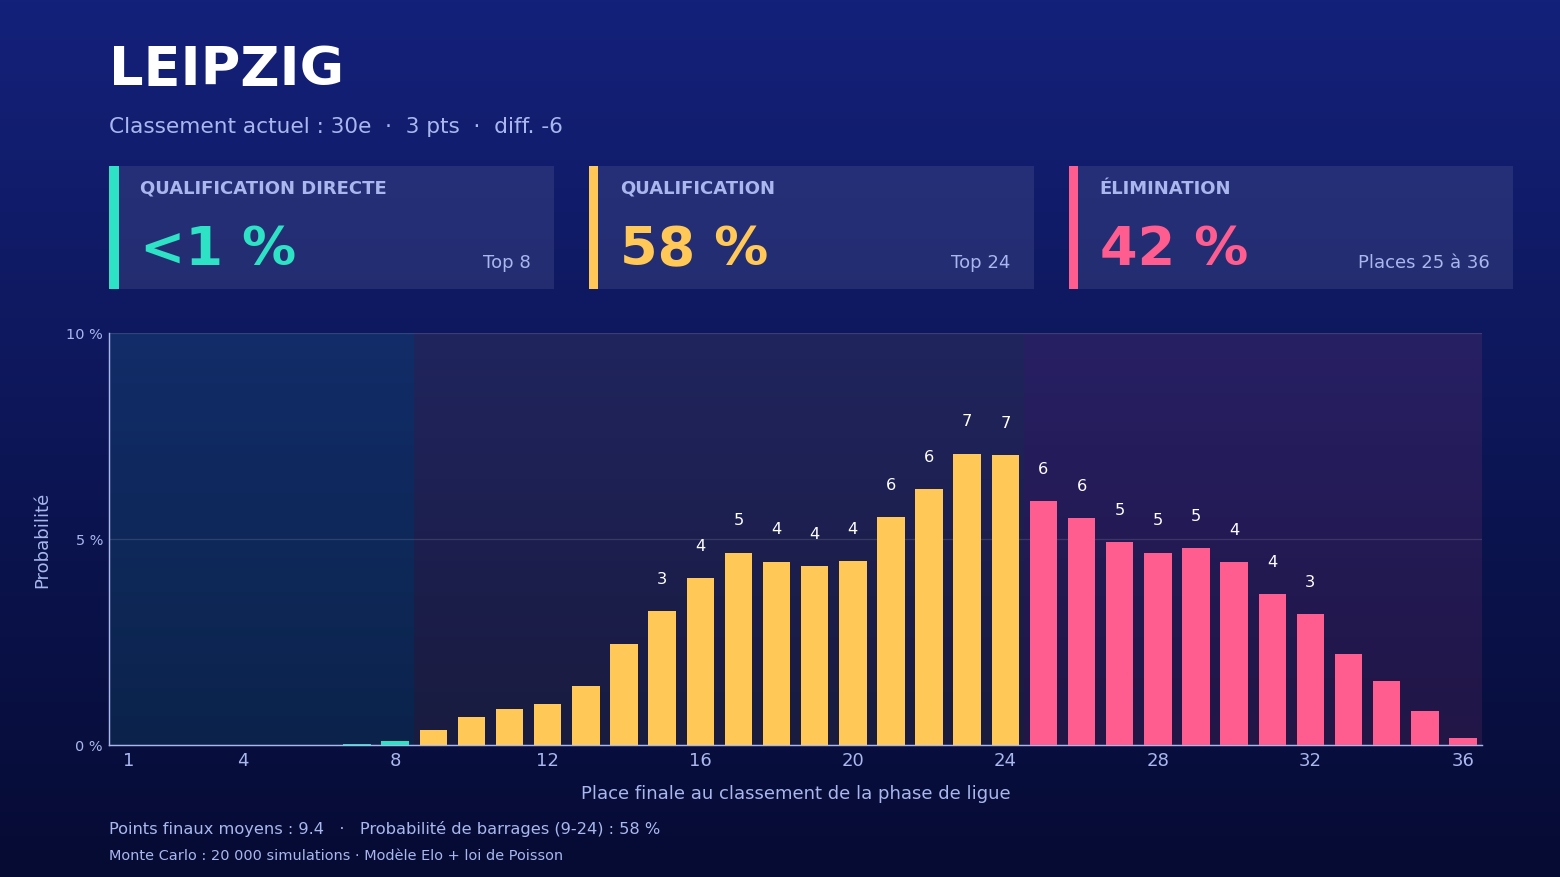 LEIPZIG
Classement actuel : 30e · 3 pts · diff. -6
QUALIFICATION DIRECTE
<1 %
Top 8
QUALIFICATION
58 %
Top 24
ÉLIMINATION
42 %
Places 25 à 36
10 %
5 %
0 %
Probabilité
3 4 5 4 4 4 6 6 7 7 6 6 5 5 5 4 4 3
1 4 8 12 16 20 24 28 32 36
Place finale au classement de la phase de ligue
Points finaux moyens : 9.4 · Probabilité de barrages (9-24) : 58 %
Monte Carlo : 20 000 simulations · Modèle Elo + loi de Poisson